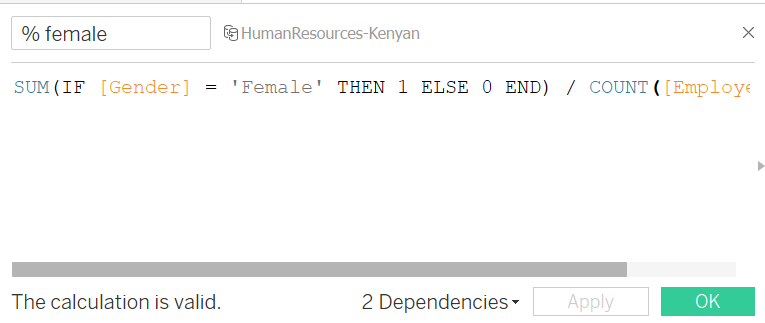 % female HumanResources-Kenyan
SUM(IF [Gender] = 'Female' THEN 1 ELSE 0 END) / COUNT([Employe
The calculation is valid. 2 Dependencies Apply OK